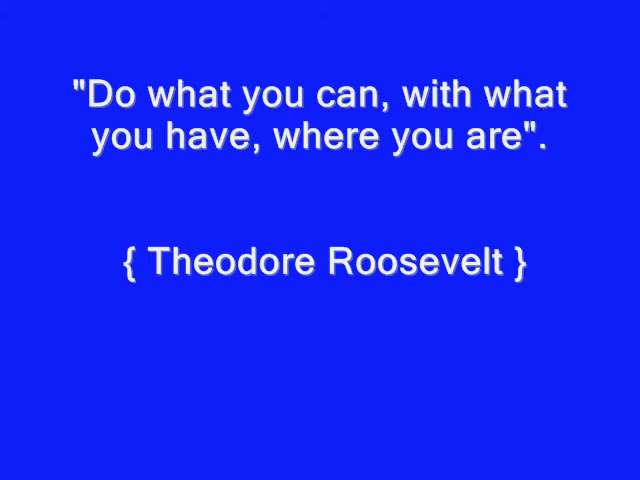 "Do what you can, with what
you have, where you are".
{ Theodore Roosevelt }